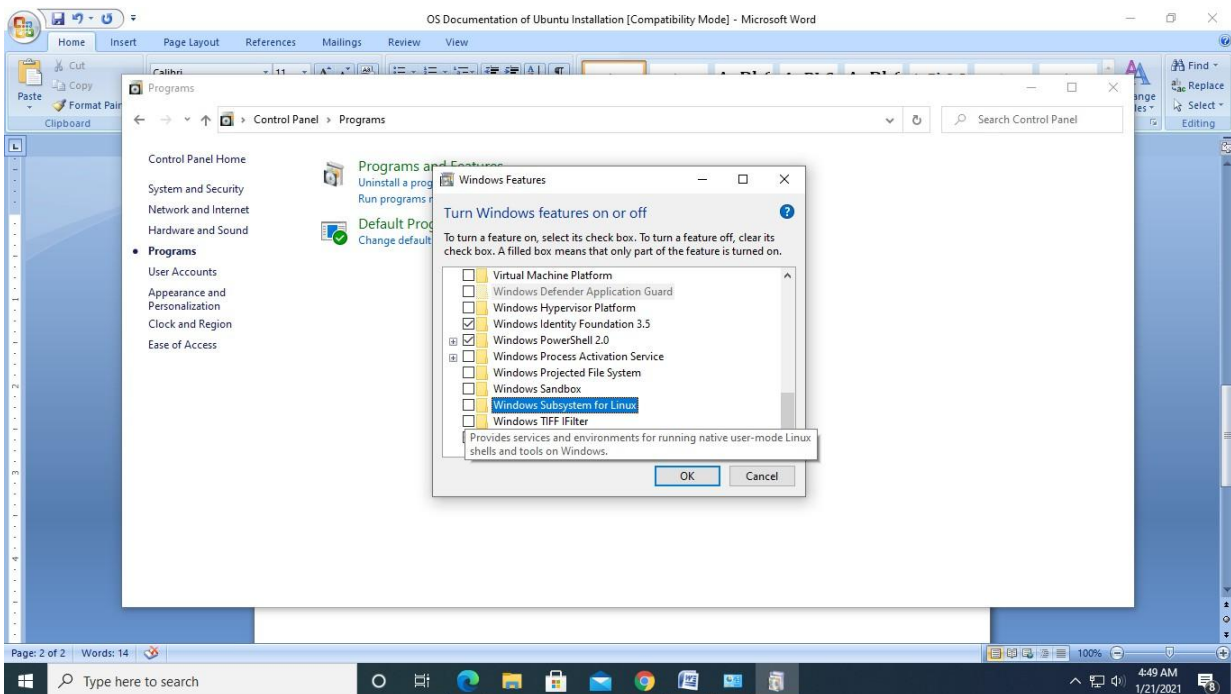 OS Documentation of Ubuntu Installation [Compatibility Mode] - Microsoft Word
Home Insert Page Layout References Mailings Review View
Cut
Copy
Format Pain
Paste
Clipboard
Calibri 11
Find
Replace
Select
Editing
Programs
Control Panel > Programs
Search Control Panel
Control Panel Home
System and Security
Network and Internet
Hardware and Sound
Programs
User Accounts
Appearance and
Personalization
Clock and Region
Ease of Access
Programs and Features
Uninstall a prog
Run programs
Default Prog
Change default
Windows Features
Turn Windows features on or off
To turn a feature on, select its check box. To turn a feature off, clear its
check box. A filled box means that only part of the feature is turned on.
Virtual Machine Platform
Windows Defender Application Guard
Windows Hypervisor Platform
Windows Identity Foundation 3.5
Windows PowerShell 2.0
Windows Process Activation Service
Windows Projected File System
Windows Sandbox
Windows Subsystem for Linux
Windows TIFF IFilter
Provides services and environments for running native user-mode Linux
shells and tools on Windows.
OK Cancel
Page: 2 of 2 Words: 14
100%
Type here to search
4:49 AM
1/21/2021